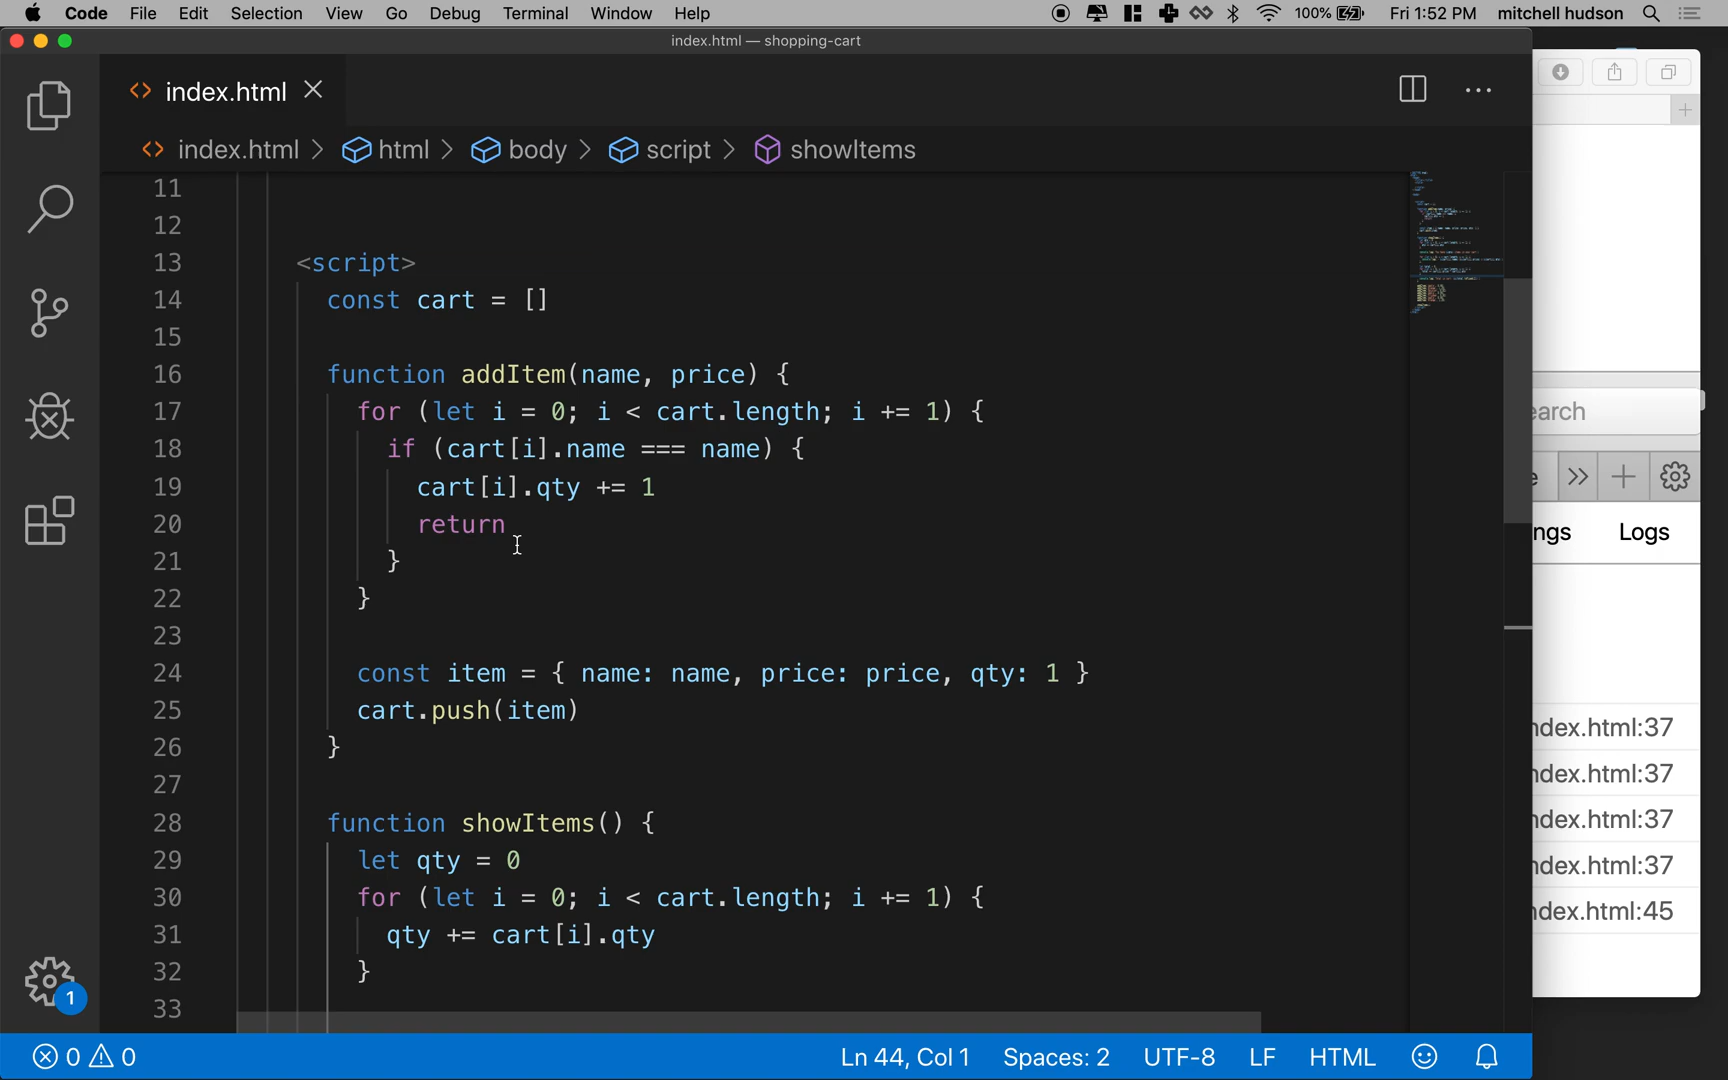 Code File Edit Selection View Go Debug Terminal Window Help 100% Fri 1:52 PM mitchell hudson
index.html — shopping-cart
index.html
index.html > html > body > script > showItems
11
12
13 <script>
14 const cart = []
15
16 function addItem(name, price) {
17 for (let i = 0; i < cart.length; i += 1) {
18 if (cart[i].name === name) {
19 cart[i].qty += 1
20 return
21 }
22 }
23
24 const item = { name: name, price: price, qty: 1 }
25 cart.push(item)
26 }
27
28 function showItems() {
29 let qty = 0
30 for (let i = 0; i < cart.length; i += 1) {
31 qty += cart[i].qty
32 }
33
earch
e
ngs Logs
ndex.html:37
ndex.html:37
ndex.html:37
ndex.html:37
ndex.html:45
1
0 0 Ln 44, Col 1 Spaces: 2 UTF-8 LF HTML